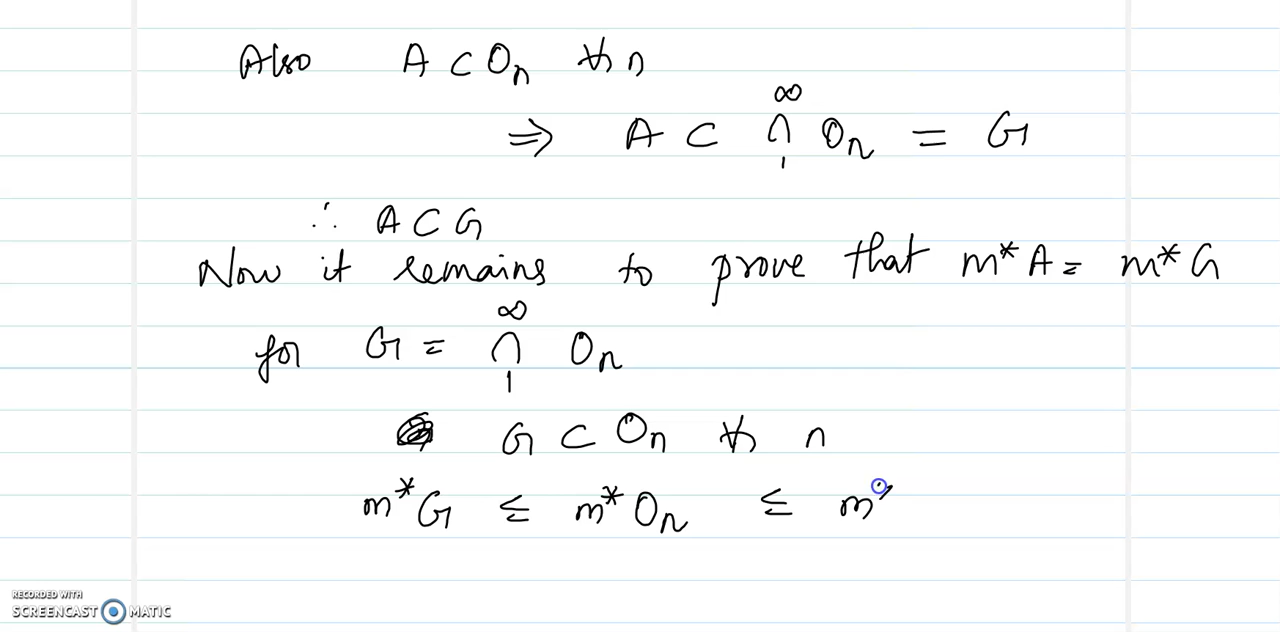 Also A ⊂ Oₙ ∀ n
∞
⇒ A ⊂ ∩ Oₙ = G
1
∴ A ⊂ G
Now it remains to prove that m* A = m* G
∞
for G = ∩ Oₙ
1
G ⊂ Oₙ ∀ n
m* G ≤ m* Oₙ ≤ m*
RECORDED WITH
SCREENCAST MATIC